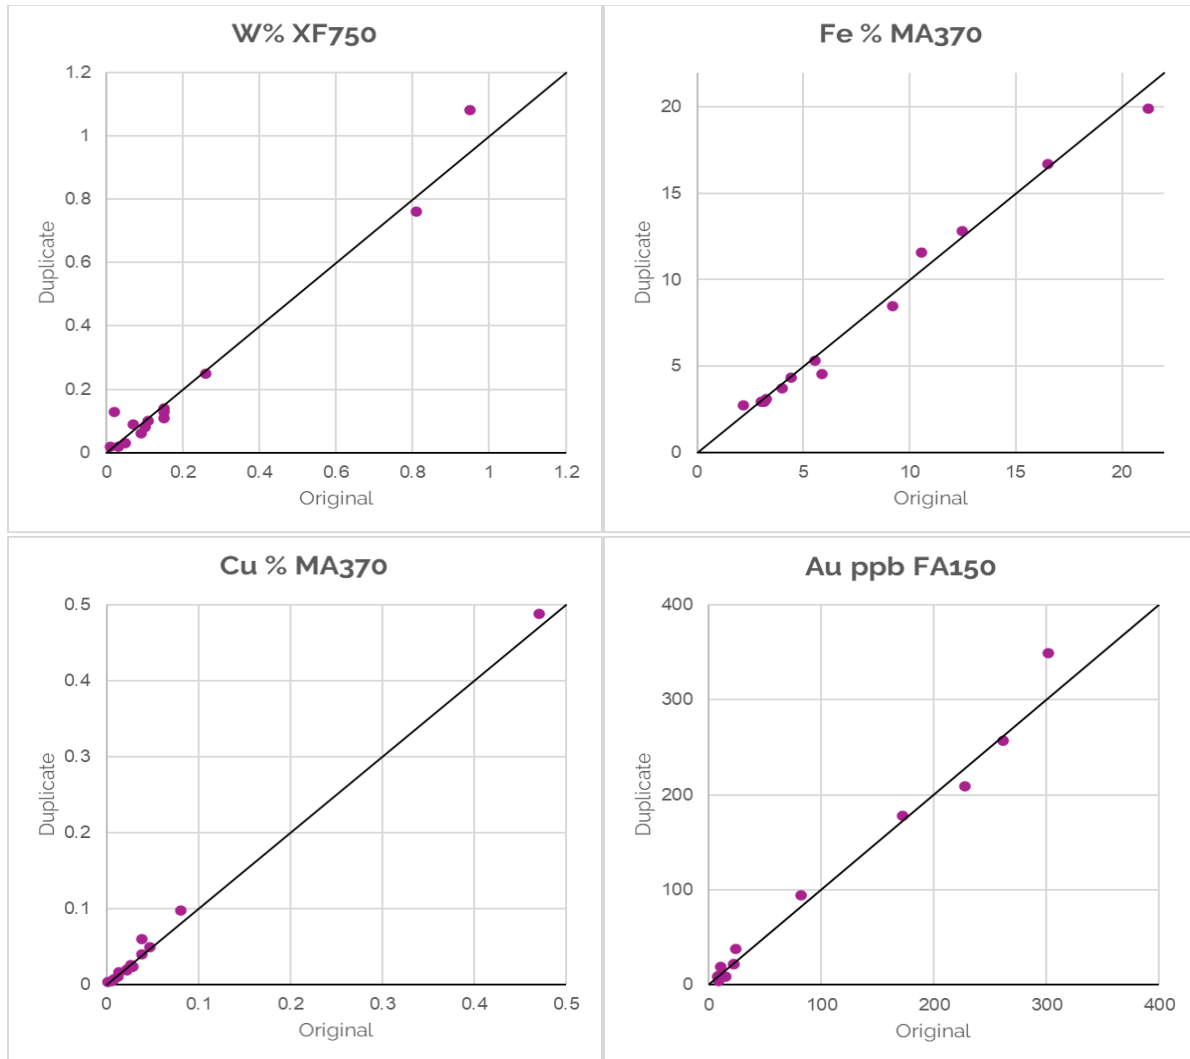 W% XF750
1.2
1
0.8
0.6
0.4
0.2
0
Duplicate
0 0.2 0.4 0.6 0.8 1 1.2
Original
Fe % MA370
20
15
10
5
0
Duplicate
0 5 10 15 20
Original
Cu % MA370
0.5
0.4
0.3
0.2
0.1
0
Duplicate
0 0.1 0.2 0.3 0.4 0.5
Original
Au ppb FA150
400
300
200
100
0
Duplicate
0 100 200 300 400
Original